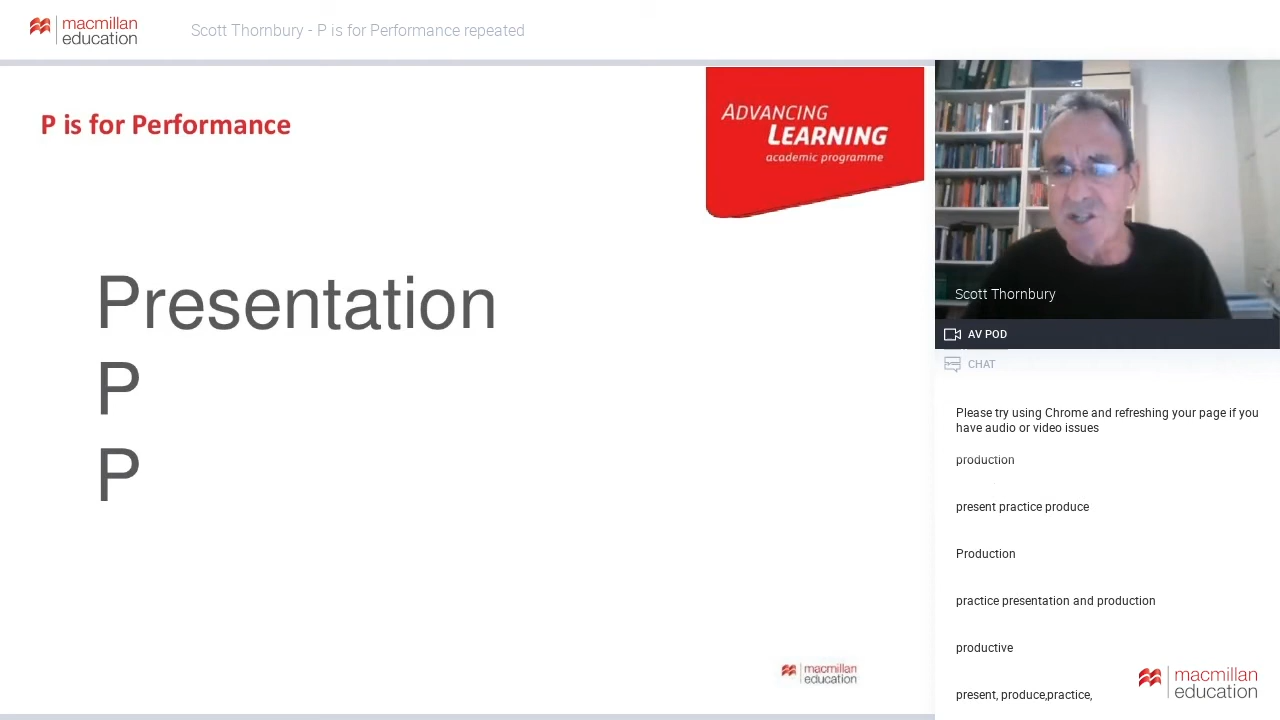 macmillan
education
Scott Thornbury - P is for Performance repeated
P is for Performance
ADVANCING
LEARNING
academic programme
Presentation
P
P
macmillan
education
Scott Thornbury
AV POD
CHAT
Please try using Chrome and refreshing your page if you
have audio or video issues
production
present practice produce
Production
practice presentation and production
productive
present, produce,practice,
macmillan
education